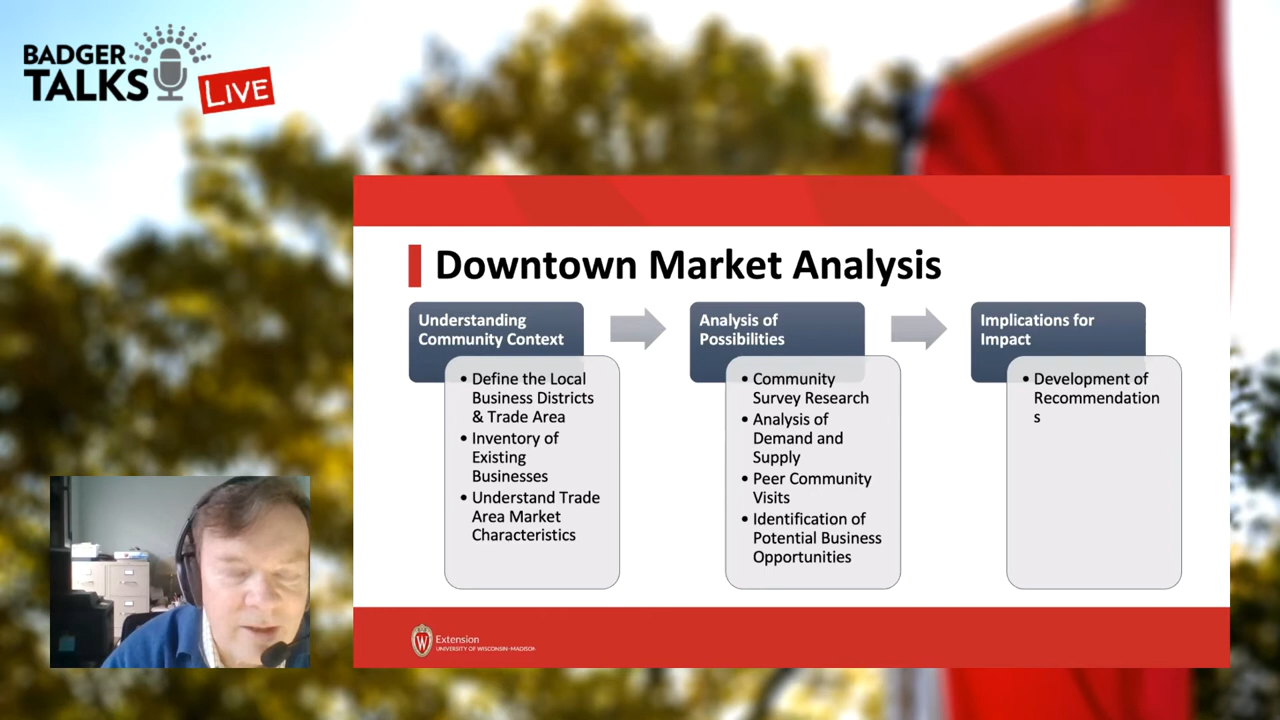 BADGER
TALKS
LIVE
Downtown Market Analysis
Understanding
Community Context
• Define the Local
Business Districts
& Trade Area
• Inventory of
Existing
Businesses
• Understand Trade
Area Market
Characteristics
Analysis of
Possibilities
• Community
Survey Research
• Analysis of
Demand and
Supply
• Peer Community
Visits
• Identification of
Potential Business
Opportunities
Implications for
Impact
• Development of
Recommendation
s
W
Extension
UNIVERSITY OF WISCONSIN-MADISON